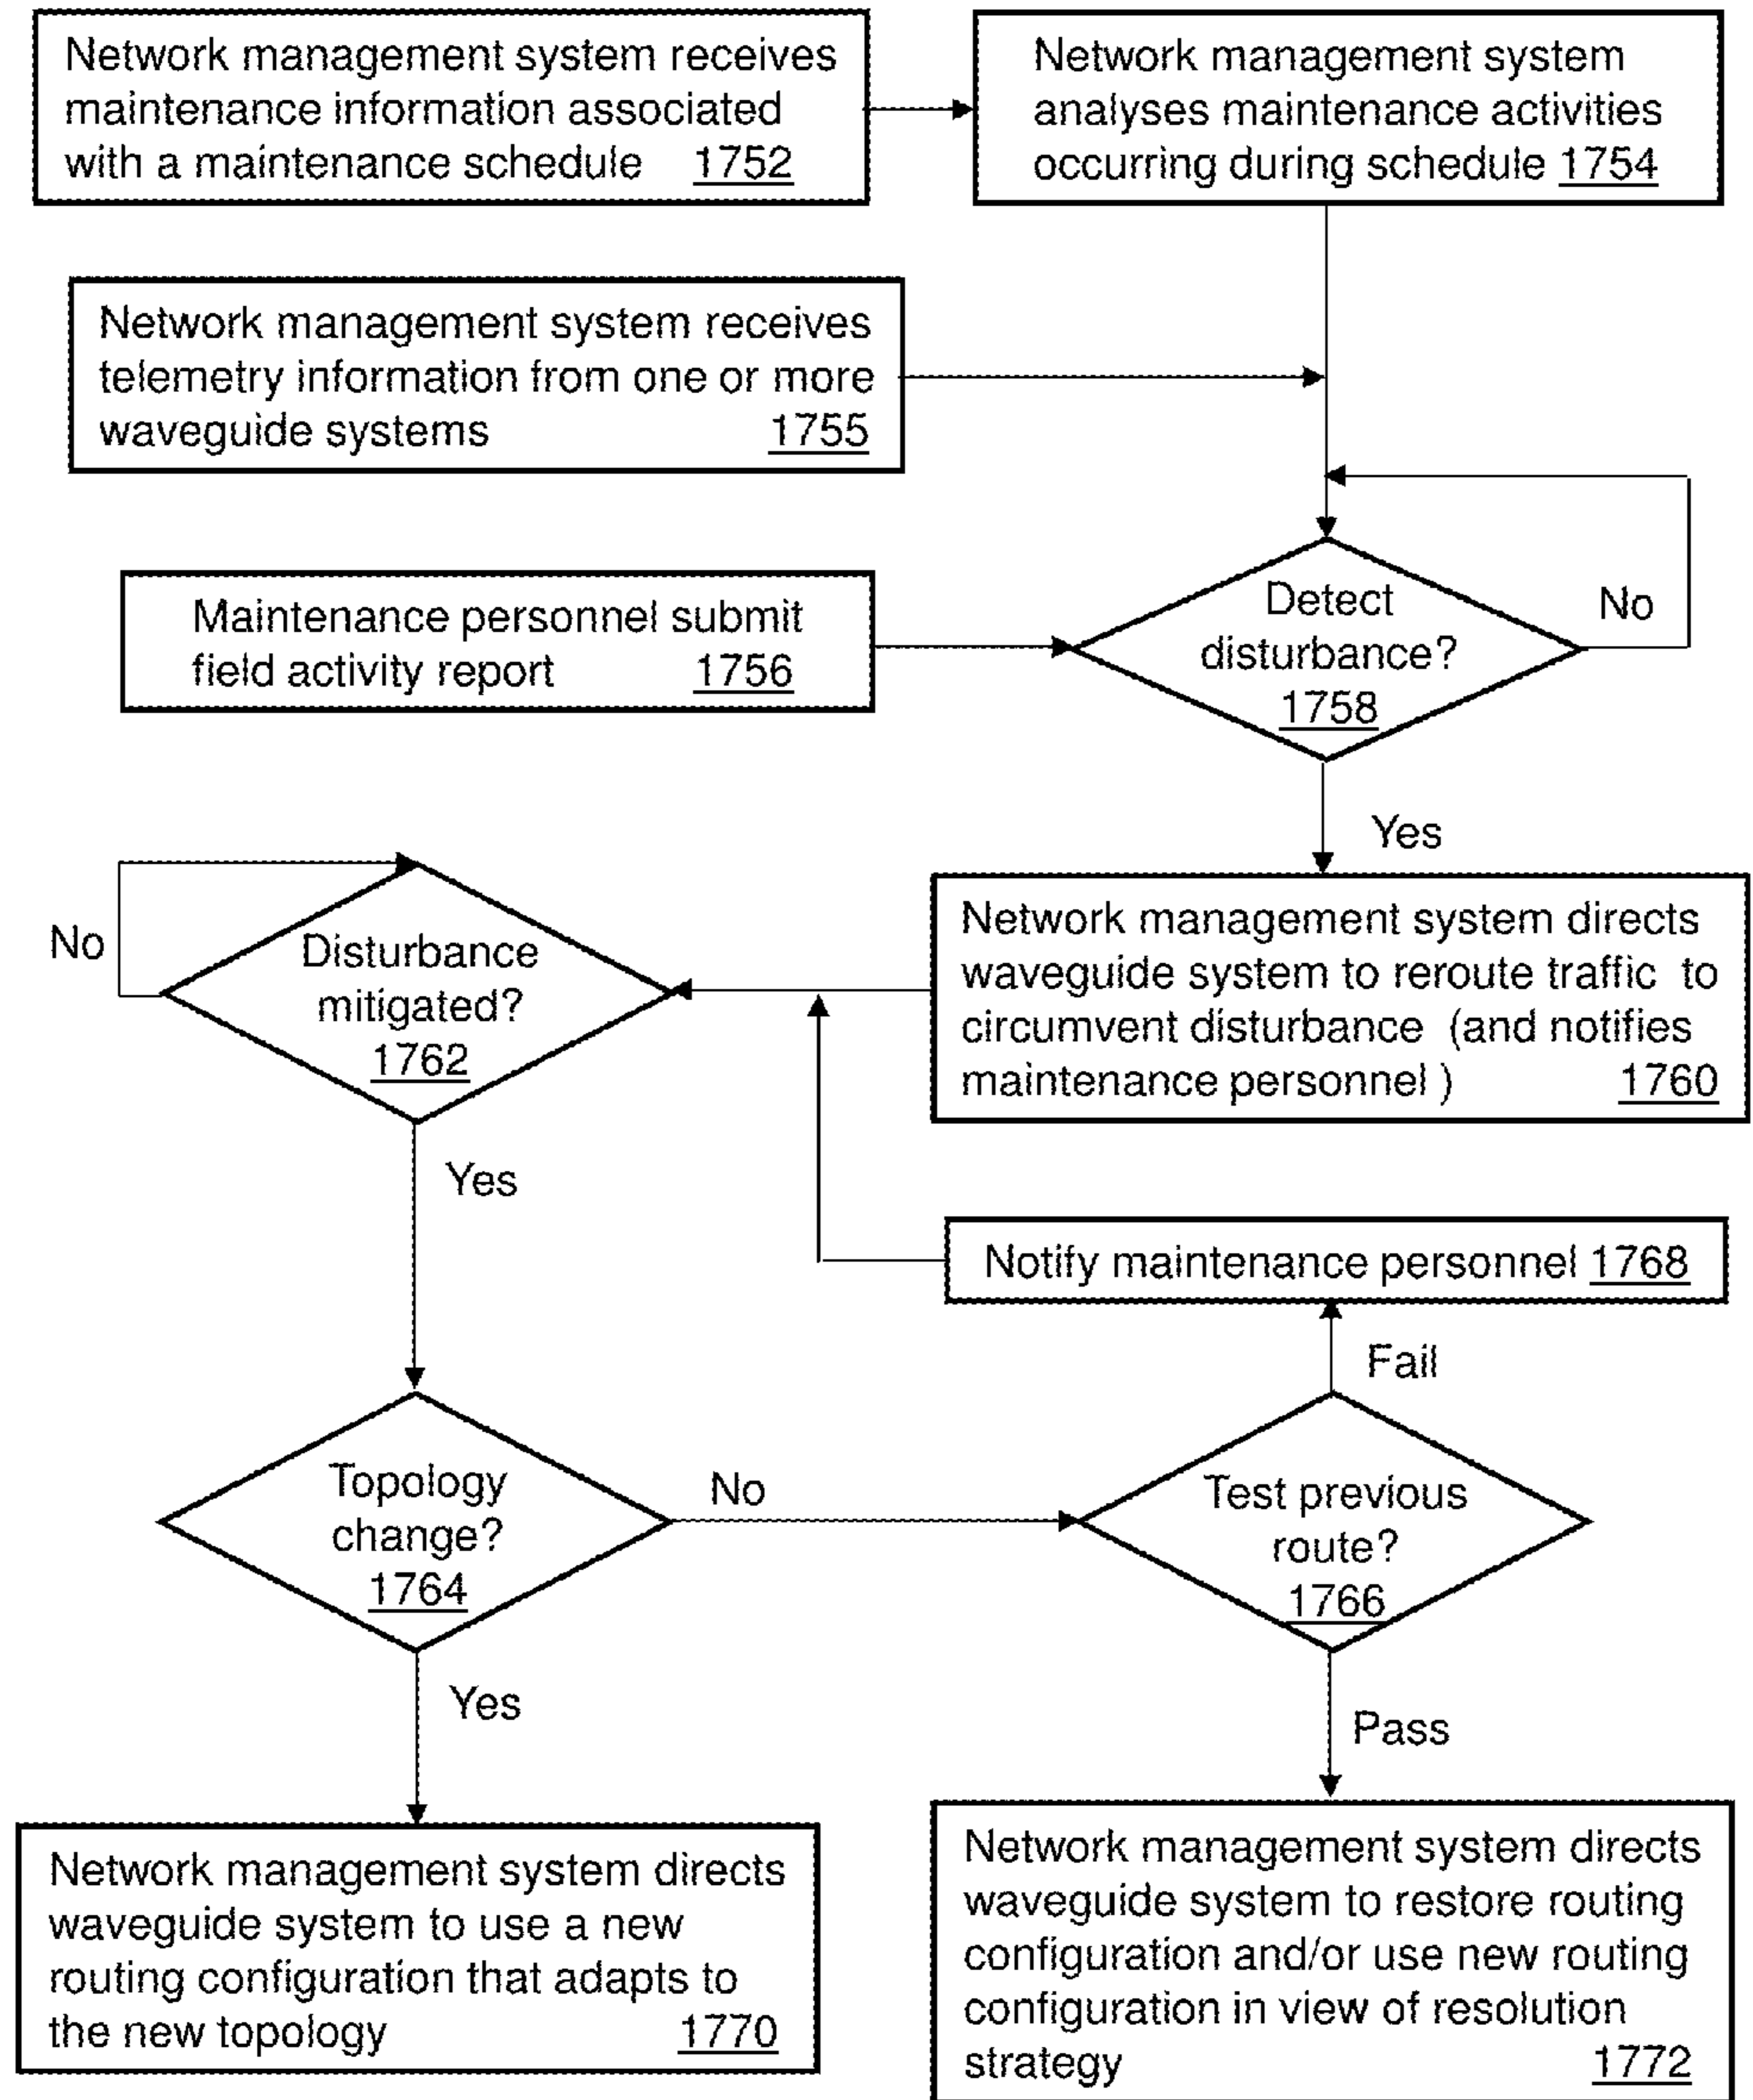 Network management system receives
maintenance information associated
with a maintenance schedule 1752
Network management system
analyses maintenance activities
occurring during schedule 1754
Network management system receives
telemetry information from one or more
waveguide systems 1755
Maintenance personnel submit
field activity report 1756
Detect
disturbance?
1758
No
Yes
Network management system directs
waveguide system to reroute traffic to
circumvent disturbance (and notifies
maintenance personnel ) 1760
Disturbance
mitigated?
1762
No
Yes
Notify maintenance personnel 1768
Fail
Topology
change?
1764
No
Test previous
route?
1766
Yes
Pass
Network management system directs
waveguide system to use a new
routing configuration that adapts to
the new topology 1770
Network management system directs
waveguide system to restore routing
configuration and/or use new routing
configuration in view of resolution
strategy 1772